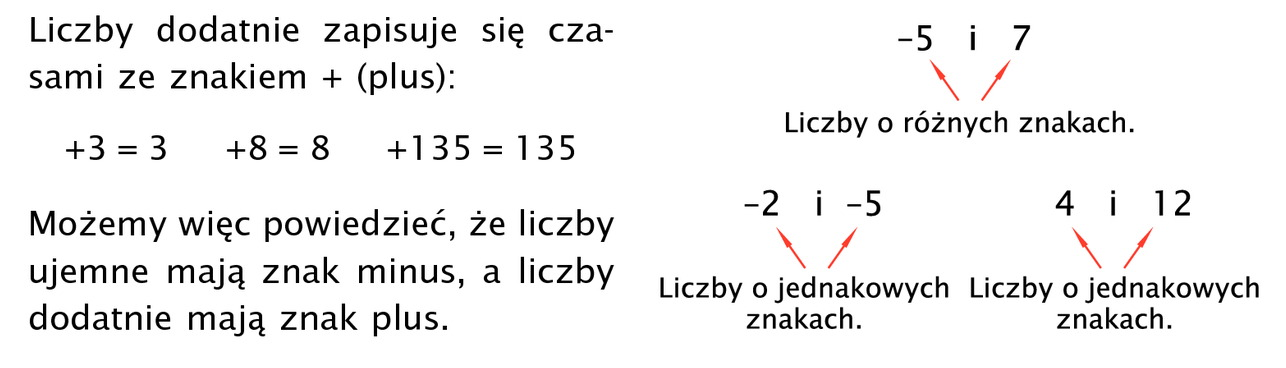 Liczby dodatnie zapisuje się cza-
sami ze znakiem + (plus):
+3 = 3 +8 = 8 +135 = 135
Możemy więc powiedzieć, że liczby
ujemne mają znak minus, a liczby
dodatnie mają znak plus.
–5 i 7
Liczby o różnych znakach.
–2 i –5
Liczby o jednakowych
znakach.
4 i 12
Liczby o jednakowych
znakach.